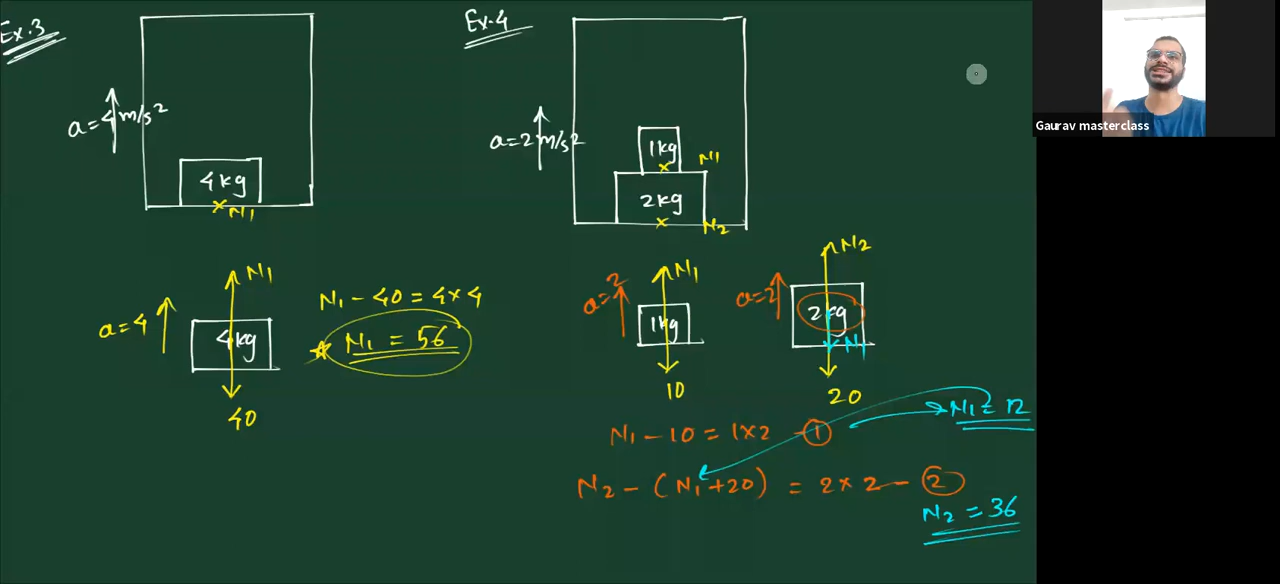 Ex.3
a=4 m/s²
4kg
N₁
a=4
N₁
4kg
40
N₁ - 40 = 4×4
N₁ = 56
Ex.4
a=2 m/s²
1kg
N₁
2kg
N₂
a=2
N₁
1kg
10
a=2
N₂
2kg
N₁
20
N₁ - 10 = 1×2 - ①
N₁ = 12
N₂ - (N₁+20) = 2×2 - ②
N₂ = 36
Gaurav masterclass